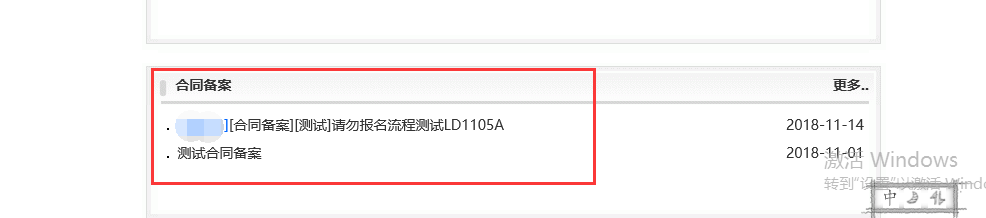 合同备案
更多..
][合同备案][测试]请勿报名流程测试LD1105A
2018-11-14
测试合同备案
2018-11-01
激活 Windows
转到"设置"以激活 Wind
中